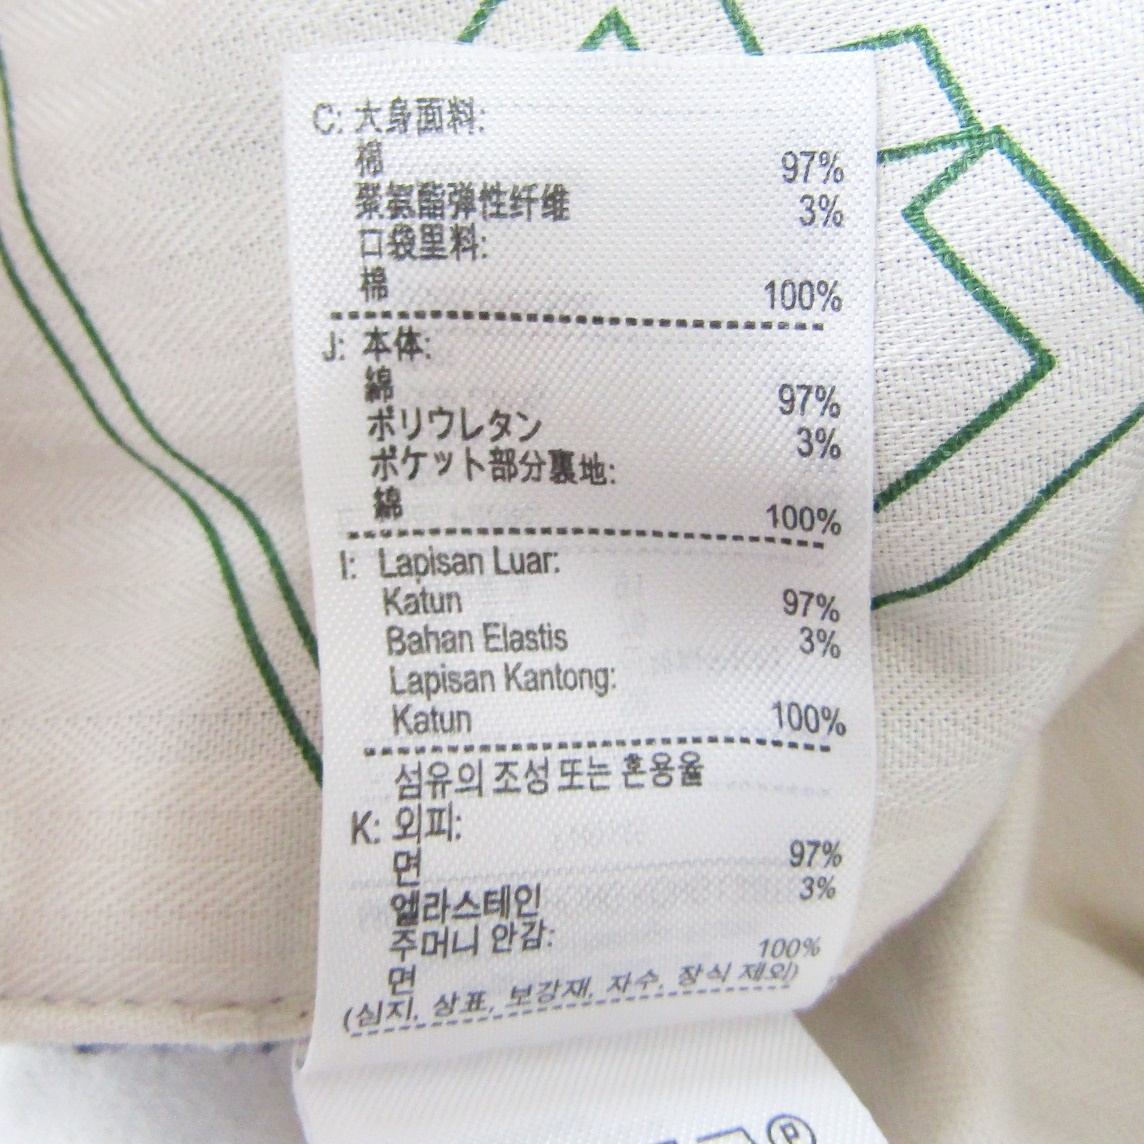 C: 大身面料:
棉 97%
聚氨酯弹性纤维 3%
口袋里料:
棉 100%
J: 本体:
綿 97%
ポリウレタン 3%
ポケット部分裏地:
綿 100%
I: Lapisan Luar:
Katun 97%
Bahan Elastis 3%
Lapisan Kantong:
Katun 100%
섬유의 조성 또는 혼용율
K: 외피:
면 97%
엘라스테인 3%
주머니 안감:
면 100%
(심지, 상표, 보강재, 자수, 장식 제외)
P